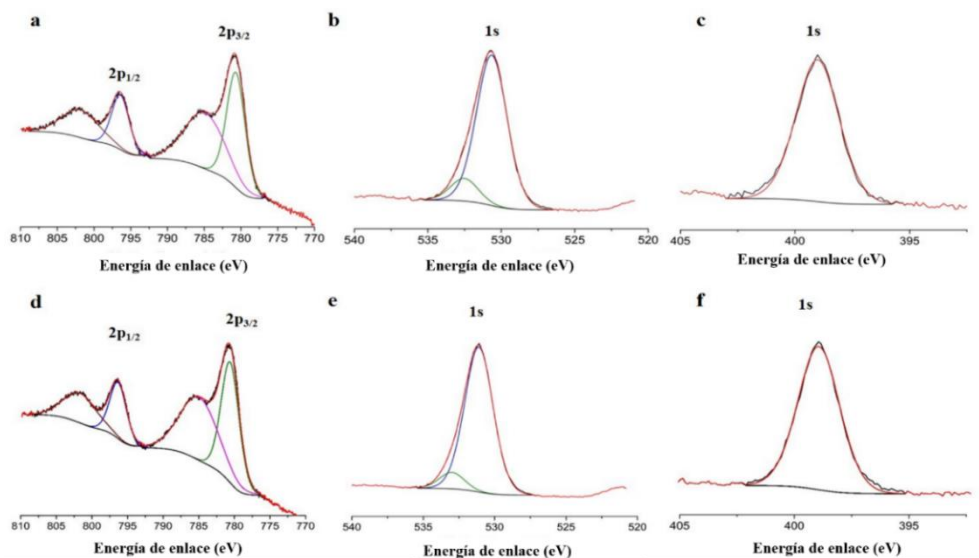 a
b
c
2p3/2
2p1/2
1s
1s
810 805 800 795 790 785 780 775 770
540 535 530 525 520
405 399 395
Energía de enlace (eV)
Energía de enlace (eV)
Energía de enlace (eV)
d
e
f
2p1/2
2p3/2
1s
1s
810 805 800 795 790 785 780 775 770
540 535 530 525 520
405 399 395
Energía de enlace (eV)
Energía de enlace (eV)
Energía de enlace (eV)